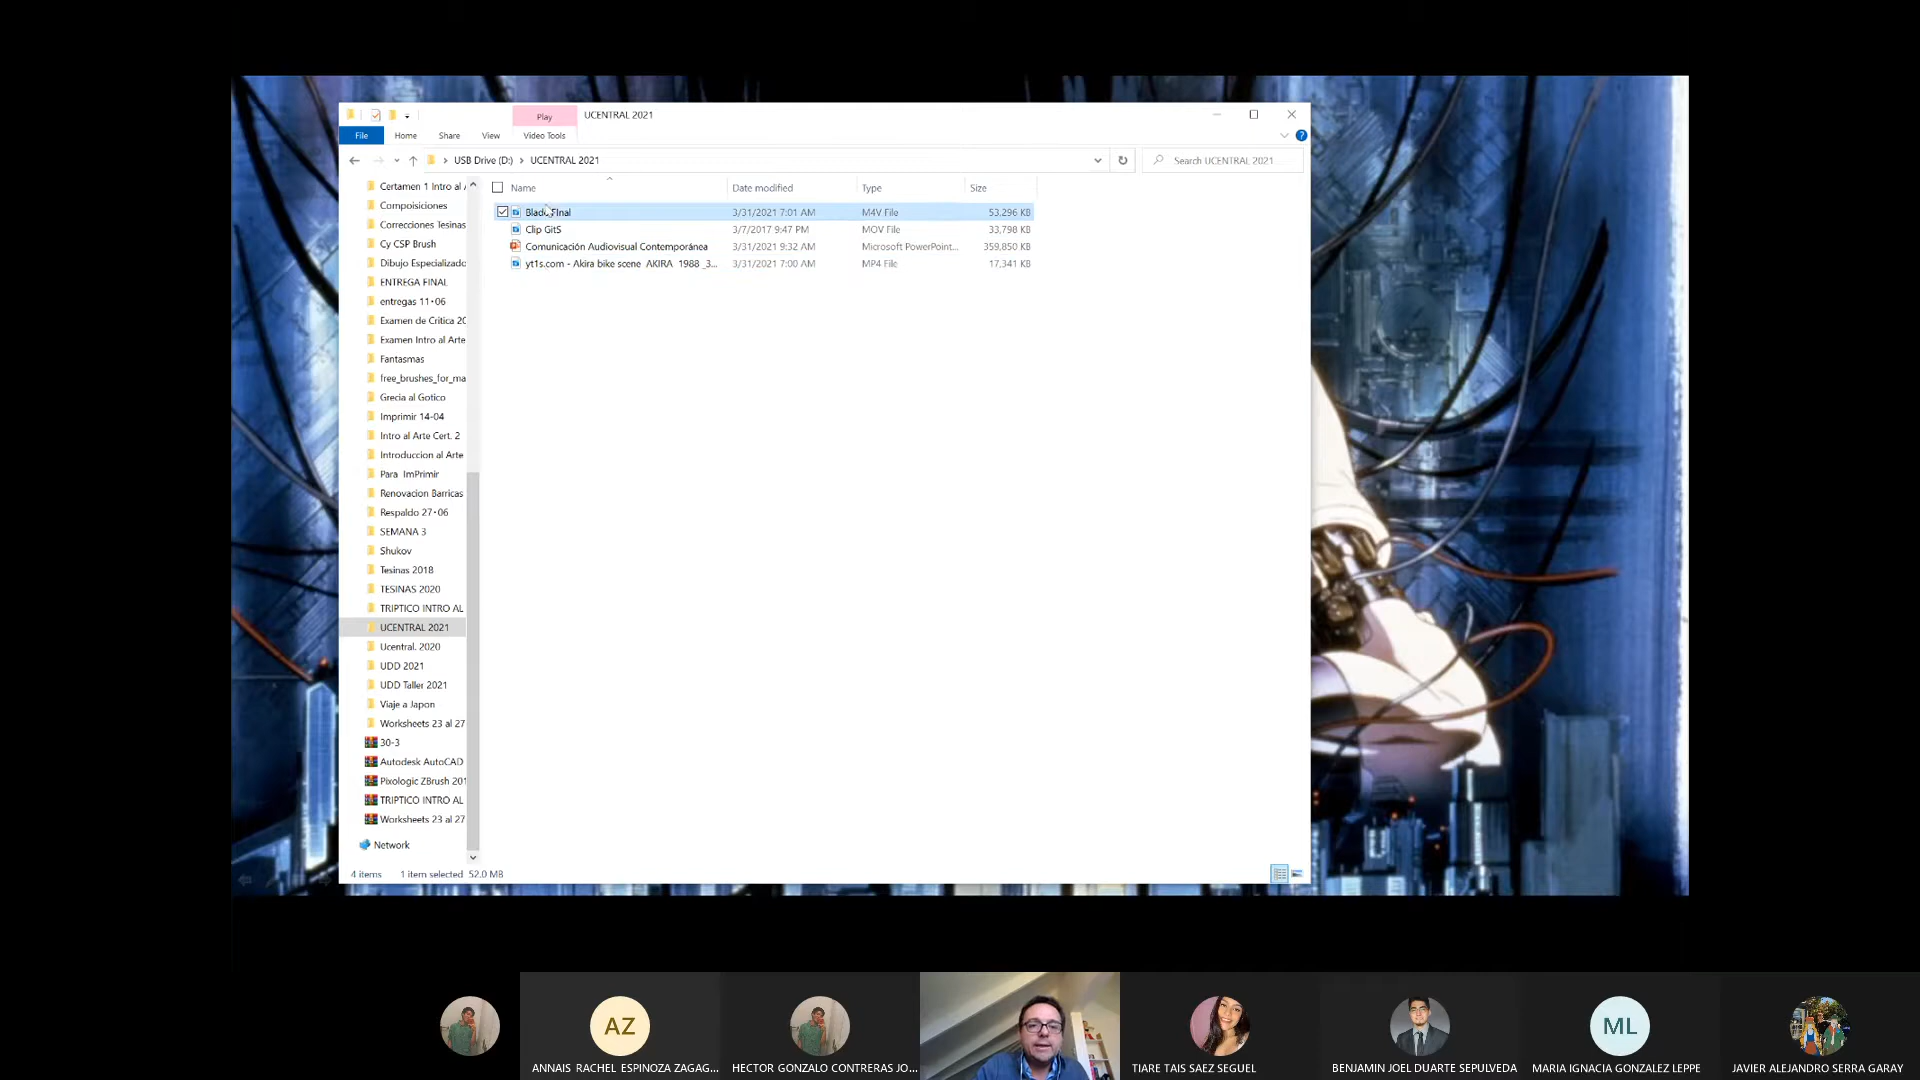 Play
UCENTRAL 2021
File
Home
Share
View
Video Tools
USB Drive (D:) > UCENTRAL 2021
Search UCENTRAL 2021
Name
Date modified
Type
Size
Blade FInal
3/31/2021 7:01 AM
M4V File
53,296 KB
Clip GitS
3/7/2017 9:47 PM
MOV File
33,798 KB
Comunicación Audiovisual Contemporánea
3/31/2021 9:32 AM
Microsoft PowerPoint...
359,850 KB
yt1s.com - Akira bike scene AKIRA 1988 _3...
3/31/2021 7:00 AM
MP4 File
17,341 KB
Certamen 1 Intro al A
Compoisiciones
Correcciones Tesinas
Cy CSP Brush
Dibujo Especializado
ENTREGA FINAL
entregas 11-06
Examen de Critica 20
Examen Intro al Arte
Fantasmas
free_brushes_for_ma
Grecia al Gotico
Imprimir 14-04
Intro al Arte Cert. 2
Introduccion al Arte
Para ImPrimir
Renovacion Barricas
Respaldo 27-06
SEMANA 3
Shukov
Tesinas 2018
TESINAS 2020
TRIPTICO INTRO AL
UCENTRAL 2021
Ucentral. 2020
UDD 2021
UDD Taller 2021
Viaje a Japon
Worksheets 23 al 27
30-3
Autodesk AutoCAD
Pixologic ZBrush 201
TRIPTICO INTRO AL
Worksheets 23 al 27
Network
4 items
1 item selected 52.0 MB
AZ
ML
ANNAIS RACHEL ESPINOZA ZAGAG...
HECTOR GONZALO CONTRERAS JO...
TIARE TAIS SAEZ SEGUEL
BENJAMIN JOEL DUARTE SEPULVEDA
MARIA IGNACIA GONZALEZ LEPPE
JAVIER ALEJANDRO SERRA GARAY